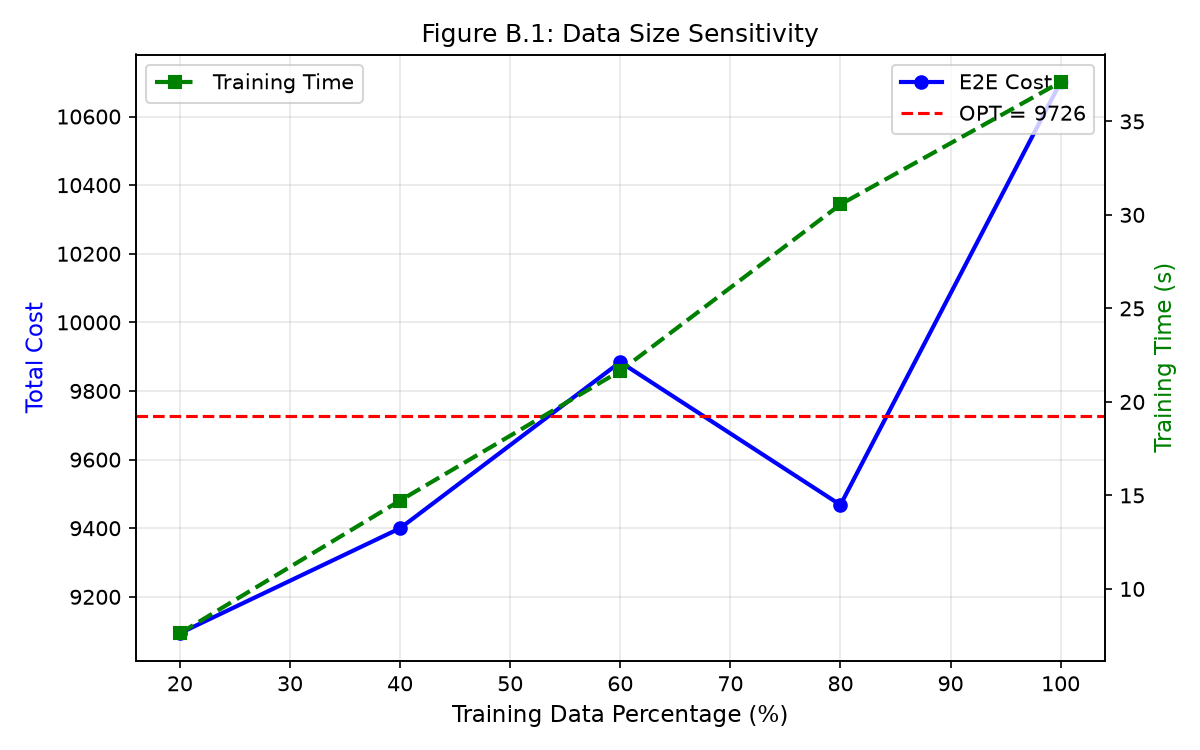 Figure B.1: Data Size Sensitivity
Training Time
E2E Cost
OPT = 9726
Total Cost
10600
10400
10200
10000
9800
9600
9400
9200
35
30
25
20
15
10
Training Time (s)
20 30 40 50 60 70 80 90 100
Training Data Percentage (%)